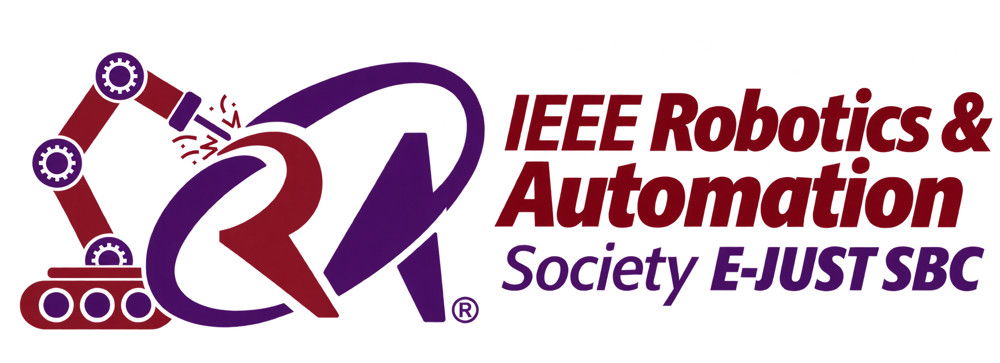 IEEE Robotics &
Automation
Society E-JUST SBC
®